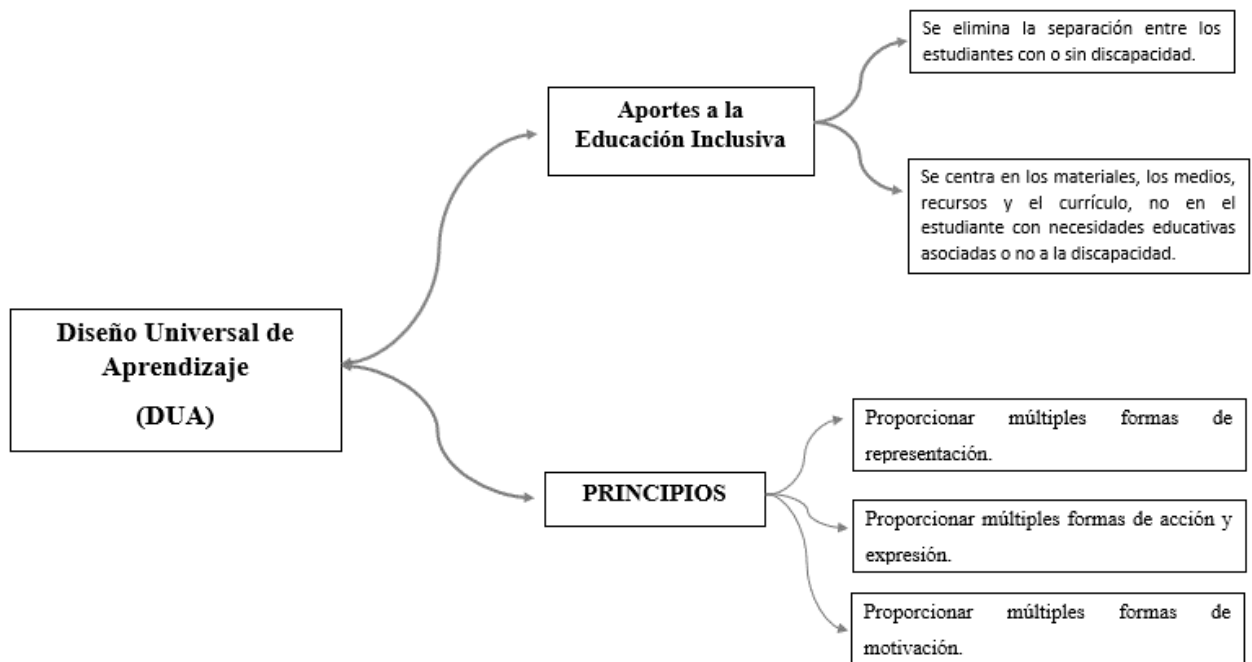 Diseño Universal de
Aprendizaje
(DUA)
Aportes a la
Educación Inclusiva
Se elimina la separación entre los
estudiantes con o sin discapacidad.
Se centra en los materiales, los medios,
recursos y el currículo, no en el
estudiante con necesidades educativas
asociadas o no a la discapacidad.
PRINCIPIOS
Proporcionar múltiples formas de
representación.
Proporcionar múltiples formas de acción y
expresión.
Proporcionar múltiples formas de
motivación.